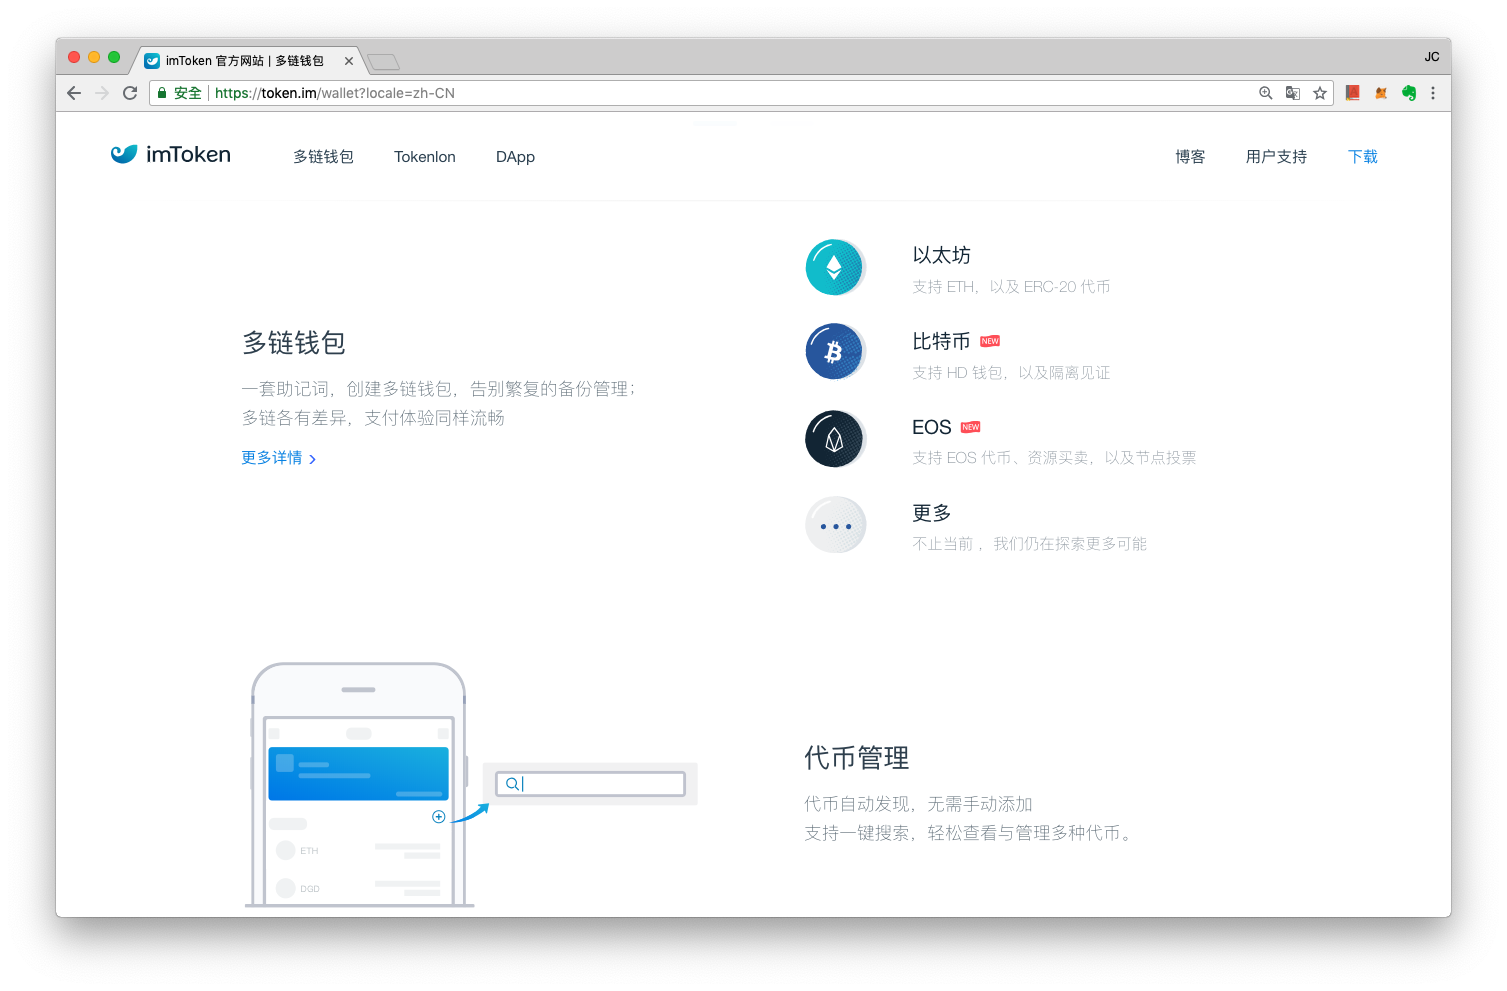 imToken 官方网站 | 多链钱包
JC
安全 https://token.im/wallet?locale=zh-CN
imToken 多链钱包 Tokenlon DApp 博客 用户支持 下载
多链钱包
一套助记词，创建多链钱包，告别繁复的备份管理；
多链各有差异，支付体验同样流畅
更多详情
以太坊
支持 ETH，以及 ERC-20 代币
比特币 NEW
支持 HD 钱包，以及隔离见证
EOS NEW
支持 EOS 代币、资源买卖，以及节点投票
更多
不止当前 ，我们仍在探索更多可能
ETH
DGD
代币管理
代币自动发现，无需手动添加
支持一键搜索，轻松查看与管理多种代币。